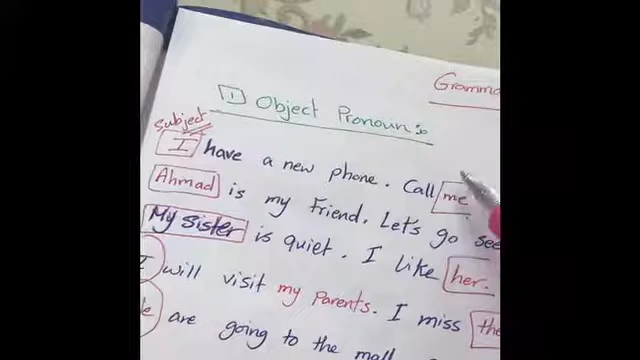 Gramma
1 Object Pronoun:
Subject
I have a new phone. Call me
Ahmad is my Friend. Let's go see
My sister is quiet. I like her.
I will visit my parents. I miss the
are going to the mall